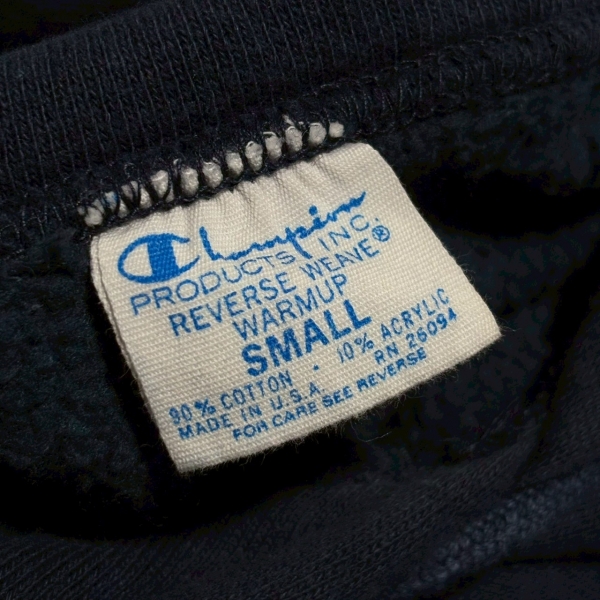 Champion
PRODUCTS INC.
REVERSE WEAVE®
WARMUP
SMALL
90% COTTON · 10% ACRYLIC
MADE IN U.S.A. RN 26094
FOR CARE SEE REVERSE